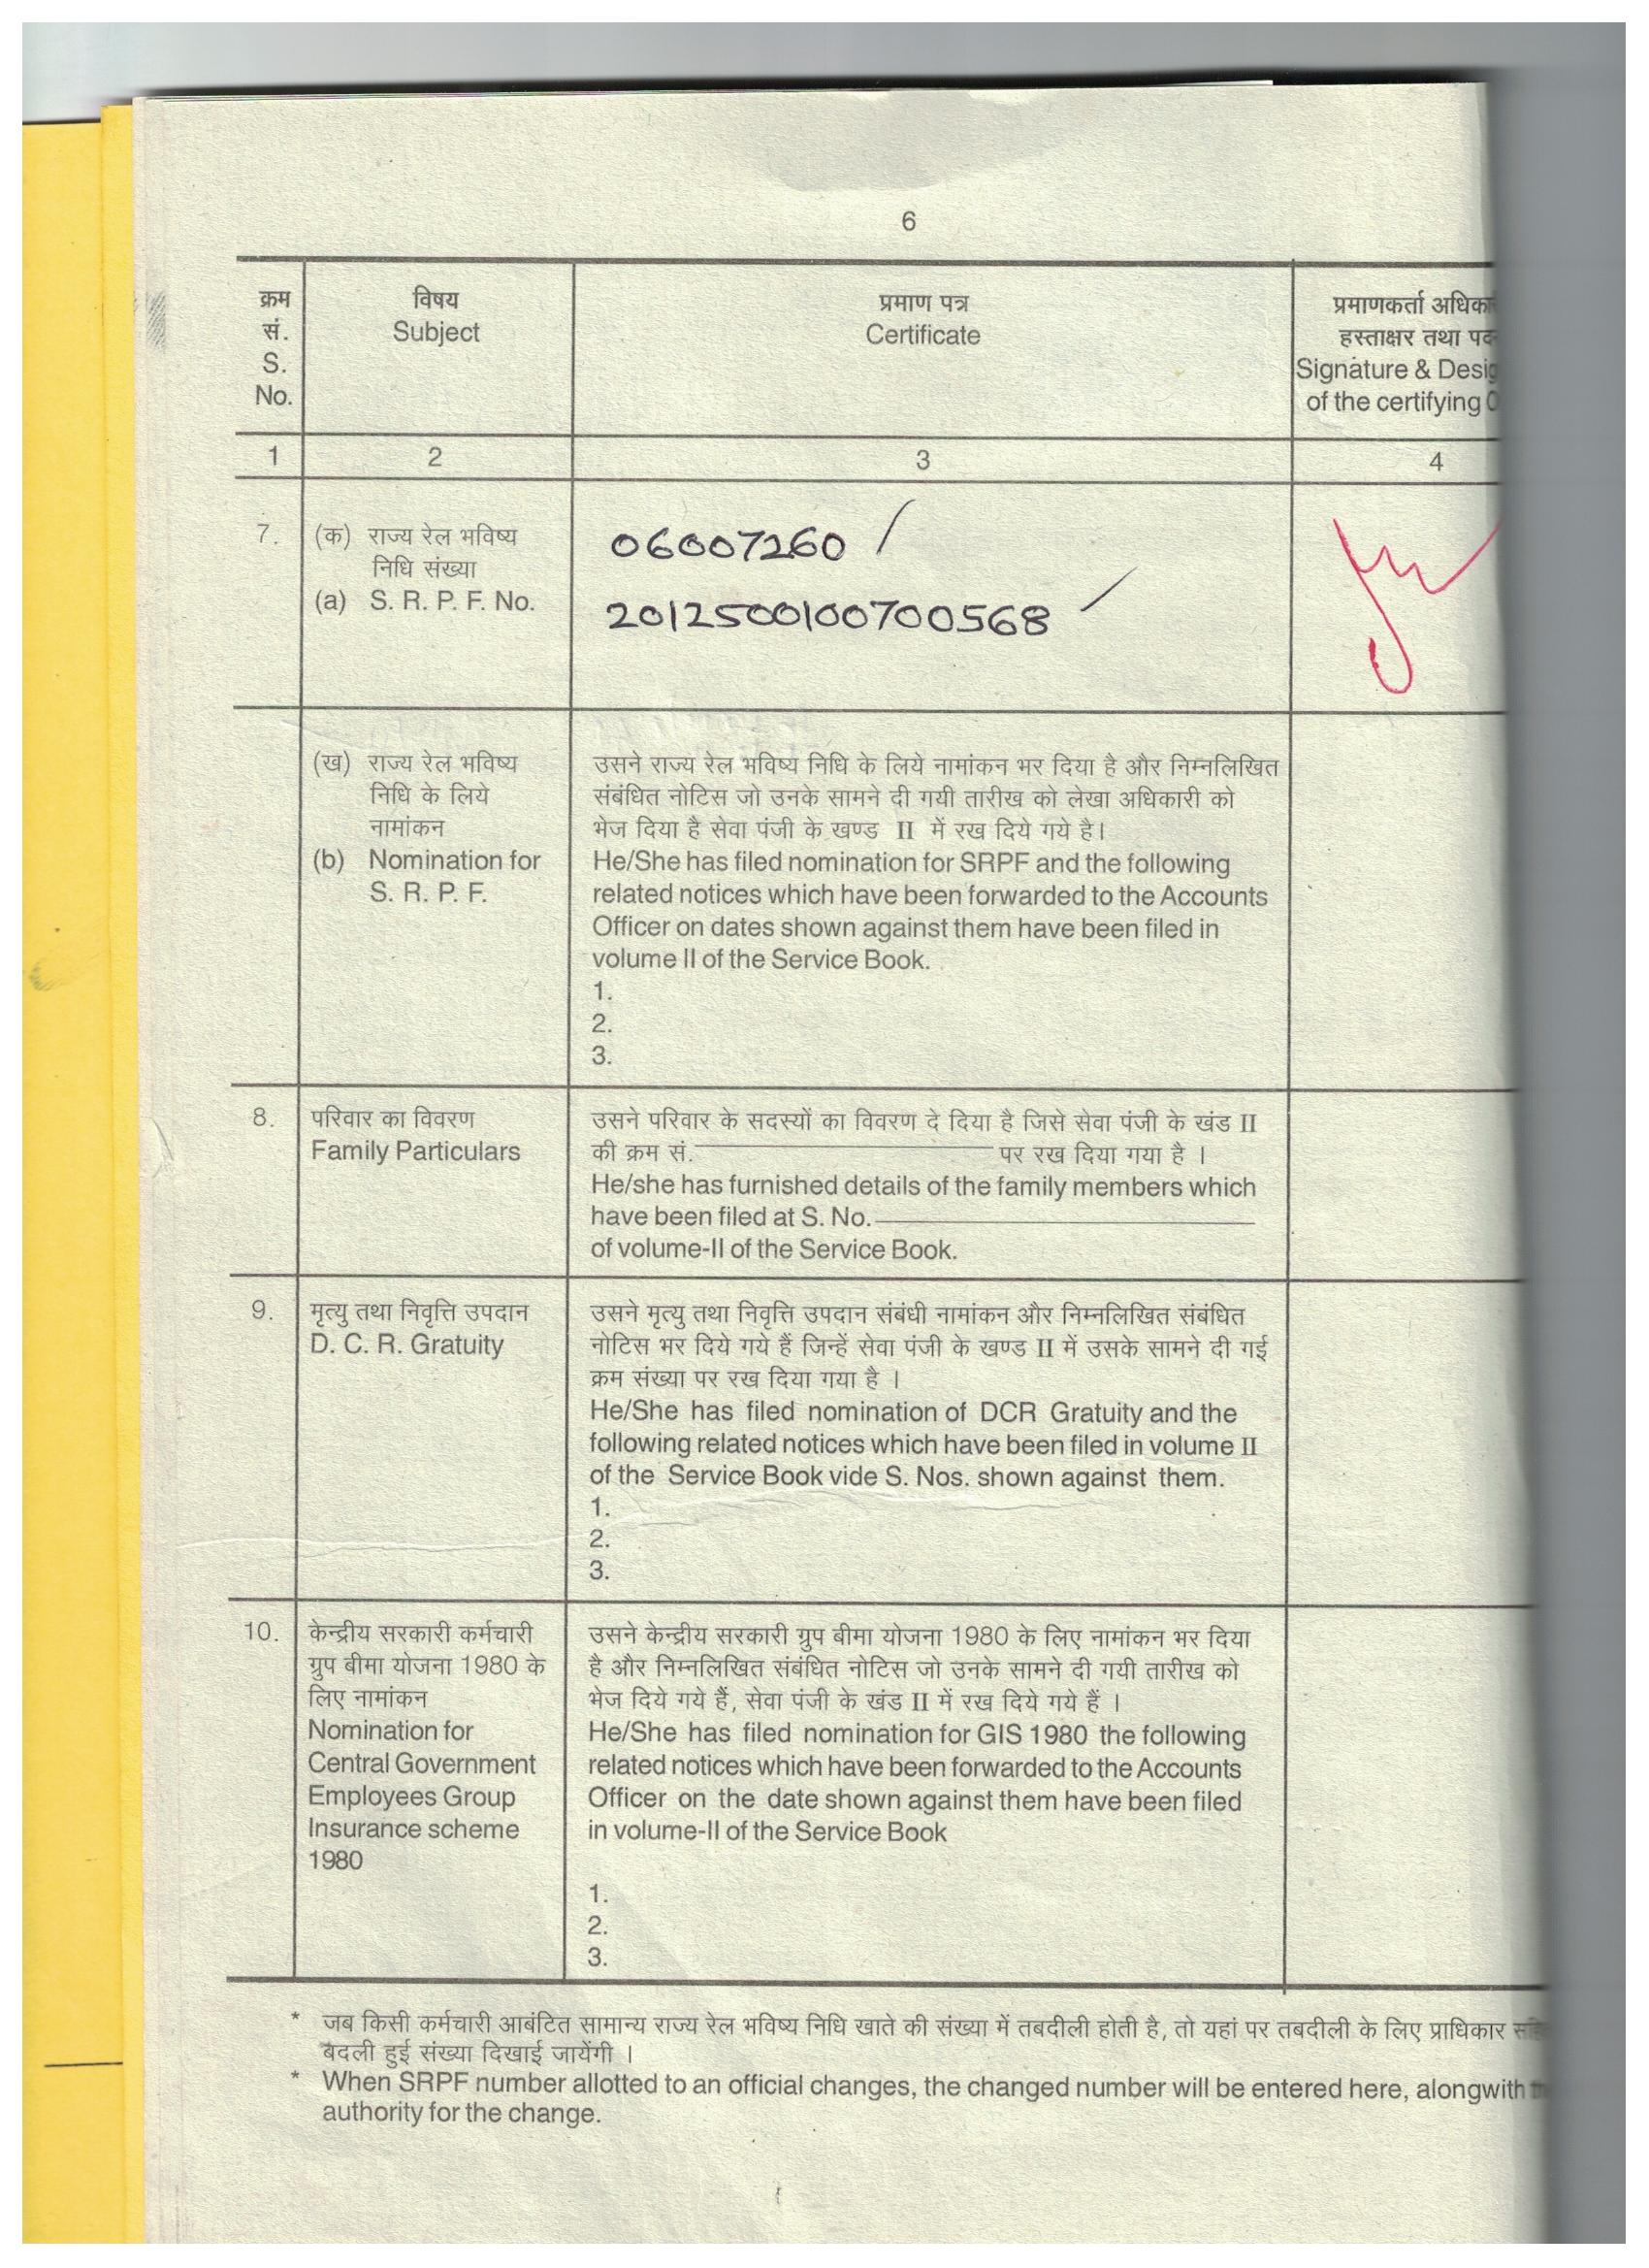 6
क्रम
सं.
S.
No.
विषय
Subject
प्रमाण पत्र
Certificate
प्रमाणकर्ता
हस्ताक्षर तथा
Signature &
of the certifying
1 2 3 4
7. (क) राज्य रेल भविष्य
निधि संख्या
(a) S. R. P. F. No.
06007260 /
2012500100700568 /
(ख) राज्य रेल भविष्य
निधि के लिये
नामांकन
(b) Nomination for
S. R. P. F.
उसने राज्य रेल भविष्य निधि के लिये नामांकन भर दिया है और निम्नलिखित
संबंधित नोटिस जो उनके सामने दी गयी तारीख को लेखा अधिकारी को
भेज दिया है सेवा पंजी के खण्ड II में रख दिये गये है।
He/She has filed nomination for SRPF and the following
related notices which have been forwarded to the Accounts
Officer on dates shown against them have been filed in
volume II of the Service Book.
1.
2.
3.
8. परिवार का विवरण
Family Particulars
उसने परिवार के सदस्यों का विवरण दे दिया है जिसे सेवा पंजी के खंड II
की क्रम सं. पर रख दिया गया है ।
He/she has furnished details of the family members which
have been filed at S. No.
of volume-II of the Service Book.
9. मृत्यु तथा निवृत्ति उपदान
D. C. R. Gratuity
उसने मृत्यु तथा निवृत्ति उपदान संबंधी नामांकन और निम्नलिखित संबंधित
नोटिस भर दिये गये हैं जिन्हें सेवा पंजी के खण्ड II में उसके सामने दी गई
क्रम संख्या पर रख दिया गया है ।
He/She has filed nomination of DCR Gratuity and the
following related notices which have been filed in volume II
of the Service Book vide S. Nos. shown against them.
1.
2.
3.
10. केन्द्रीय सरकारी कर्मचारी
ग्रुप बीमा योजना 1980 के
लिए नामांकन
Nomination for
Central Government
Employees Group
Insurance scheme
1980
उसने केन्द्रीय सरकारी ग्रुप बीमा योजना 1980 के लिए नामांकन भर दिया
है और निम्नलिखित संबंधित नोटिस जो उनके सामने दी गयी तारीख को
भेज दिये गये हैं, सेवा पंजी के खंड II में रख दिये गये हैं ।
He/She has filed nomination for GIS 1980 the following
related notices which have been forwarded to the Accounts
Officer on the date shown against them have been filed
in volume-II of the Service Book
1.
2.
3.
* जब किसी कर्मचारी आबंटित सामान्य राज्य रेल भविष्य निधि खाते की संख्या में तबदीली होती है, तो यहां पर तबदीली के लिए प्राधिकार
बदली हुई संख्या दिखाई जायेंगी ।
* When SRPF number allotted to an official changes, the changed number will be entered here, alongwith
authority for the change.